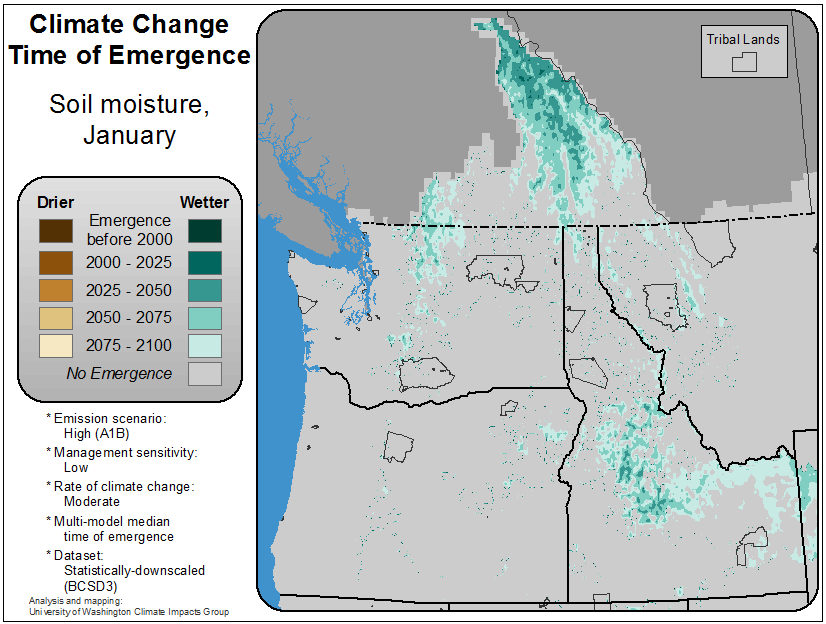 Climate Change
Time of Emergence
Soil moisture,
January
Drier
Wetter
Emergence
before 2000
2000 - 2025
2025 - 2050
2050 - 2075
2075 - 2100
No Emergence
* Emission scenario:
High (A1B)
* Management sensitivity:
Low
* Rate of climate change:
Moderate
* Multi-model median
time of emergence
* Dataset:
Statistically-downscaled
(BCSD3)
Analysis and mapping:
University of Washington Climate Impacts Group
Tribal Lands